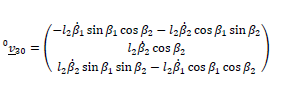 ⁰v̲₃₀ = (−l₂β̇₁ sin β₁ cos β₂ − l₂β̇₂ cos β₁ sin β₂
l₂β̇₂ cos β₂
l₂β̇₂ sin β₁ sin β₂ − l₂β̇₁ cos β₁ cos β₂)